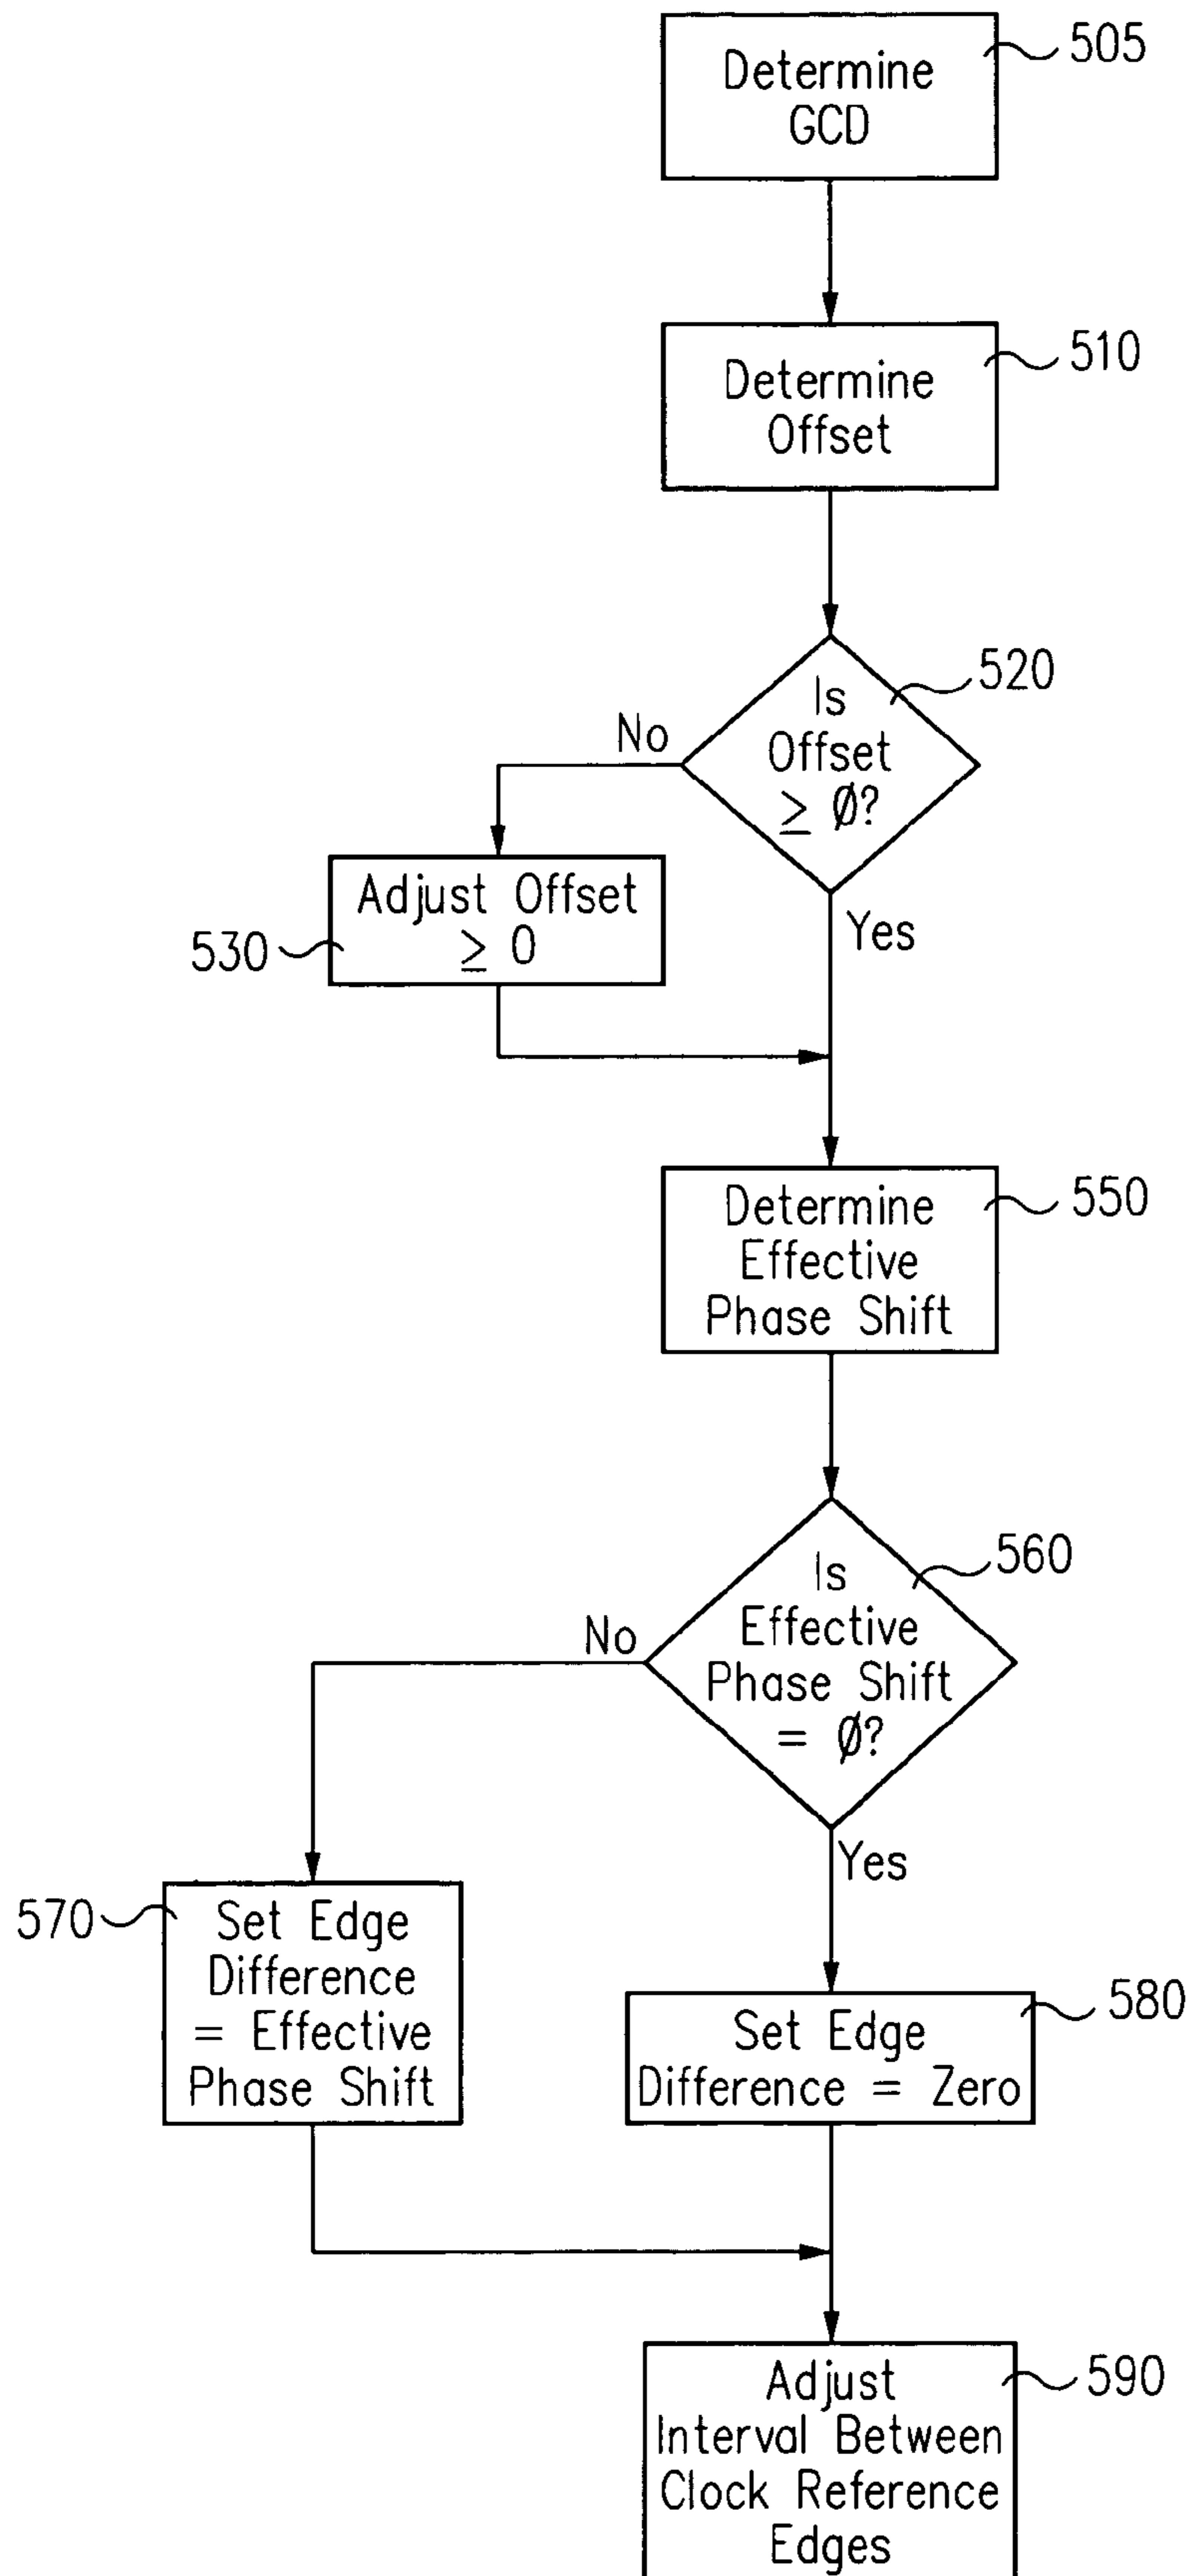 Determine
GCD
505
Determine
Offset
510
Is
Offset
≥ Ø?
520
No
Yes
Adjust Offset
≥ 0
530
Determine
Effective
Phase Shift
550
Is
Effective
Phase Shift
= Ø?
560
No
Yes
570
Set Edge
Difference
= Effective
Phase Shift
Set Edge
Difference = Zero
580
Adjust
Interval Between
Clock Reference
Edges
590